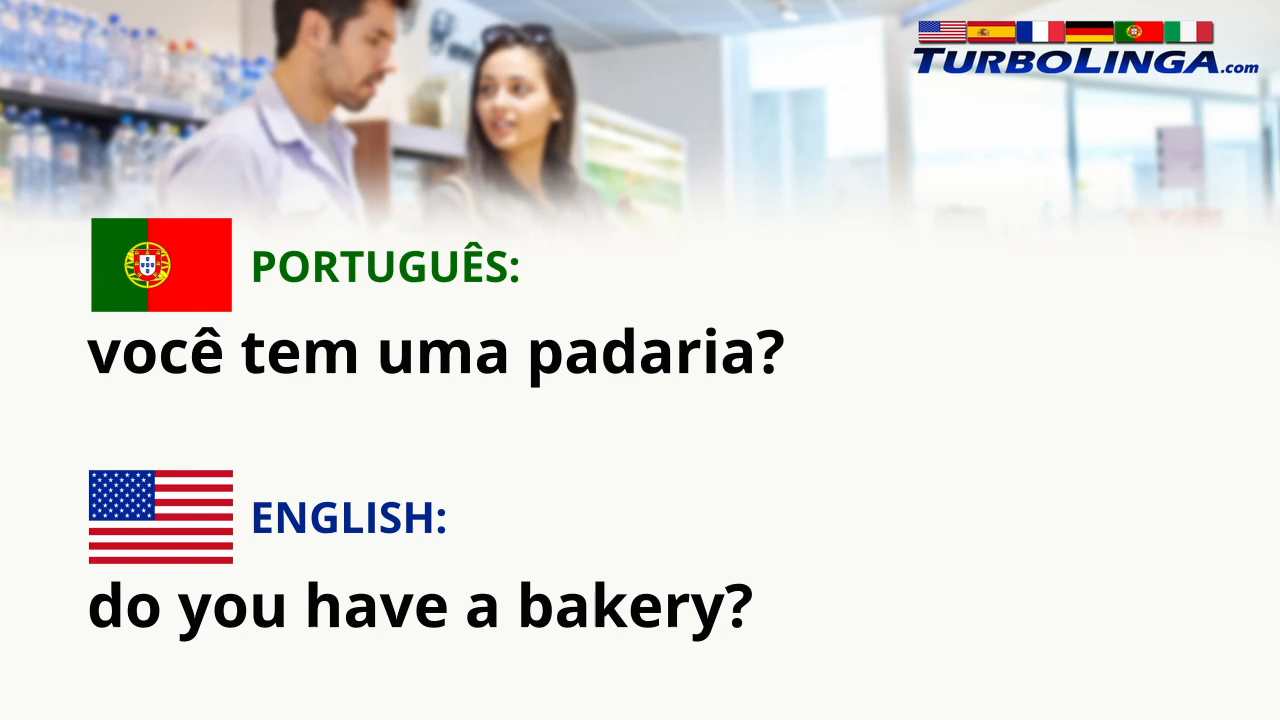 TURBOLINGA.com
PORTUGUÊS:
você tem uma padaria?
ENGLISH:
do you have a bakery?